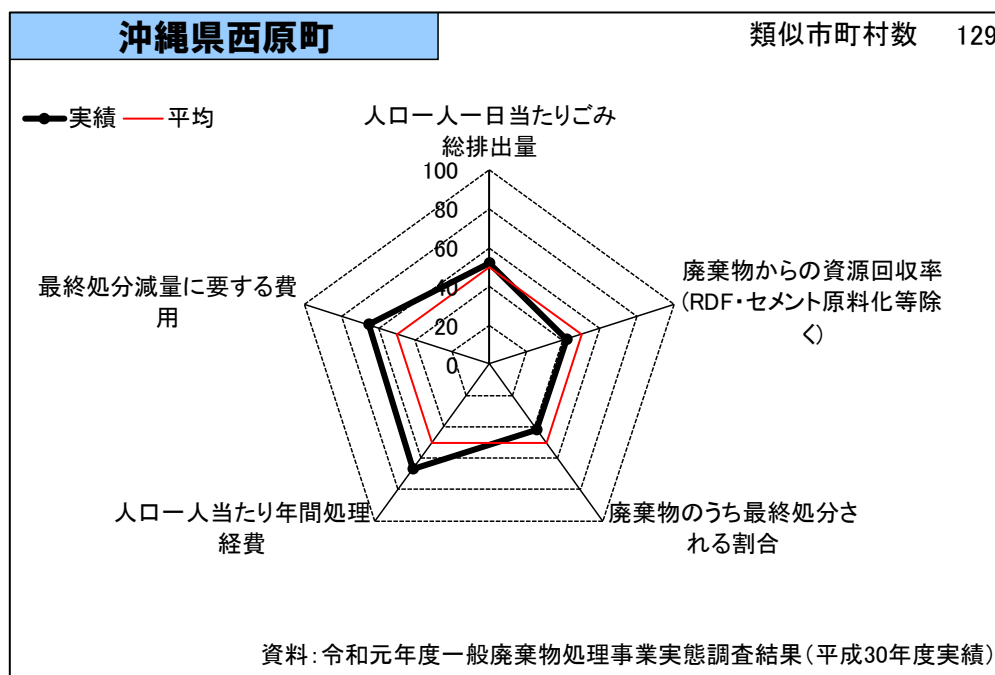 沖縄県西原町
類似市町村数 129
実績
平均
人口一人一日当たりごみ
総排出量
100
80
60
40
20
0
廃棄物からの資源回収率
(RDF・セメント原料化等除
く)
廃棄物のうち最終処分さ
れる割合
人口一人当たり年間処理
経費
最終処分減量に要する費
用
資料:令和元年度一般廃棄物処理事業実態調査結果(平成30年度実績)